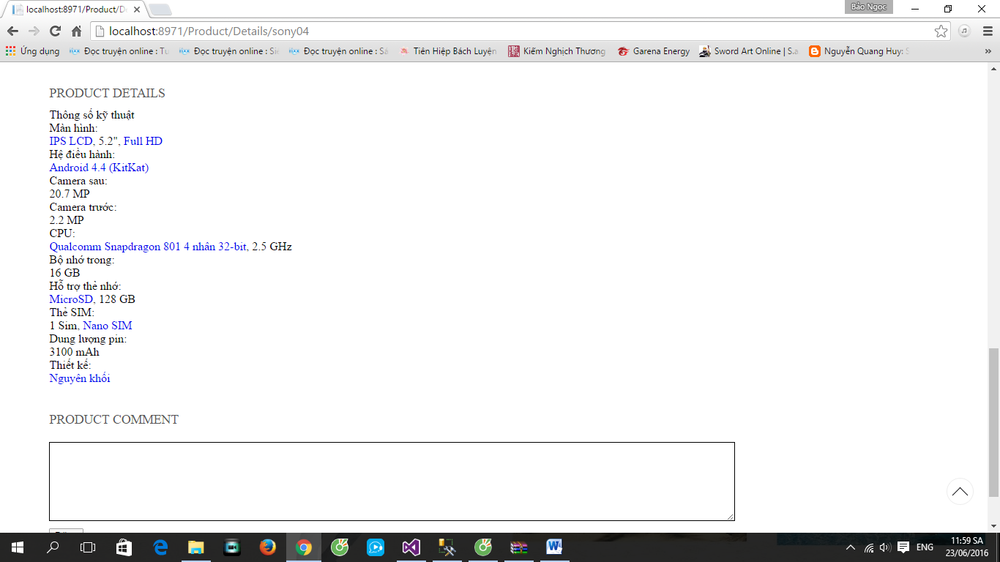 localhost:8971/Product/De
Bảo Ngọc
localhost:8971/Product/Details/sony04
Ứng dụng
Đọc truyện online : Tu
Đọc truyện online : Siê
Đọc truyện online : Sá
Tiên Hiệp Bách Luyện
Kiếm Nghịch Thương
Garena Energy
Sword Art Online | S.a
Nguyễn Quang Huy: S
»
PRODUCT DETAILS
Thông số kỹ thuật
Màn hình:
IPS LCD, 5.2", Full HD
Hệ điều hành:
Android 4.4 (KitKat)
Camera sau:
20.7 MP
Camera trước:
2.2 MP
CPU:
Qualcomm Snapdragon 801 4 nhân 32-bit, 2.5 GHz
Bộ nhớ trong:
16 GB
Hỗ trợ thẻ nhớ:
MicroSD, 128 GB
Thẻ SIM:
1 Sim, Nano SIM
Dung lượng pin:
3100 mAh
Thiết kế:
Nguyên khối
PRODUCT COMMENT
ENG
11:59 SA
23/06/2016